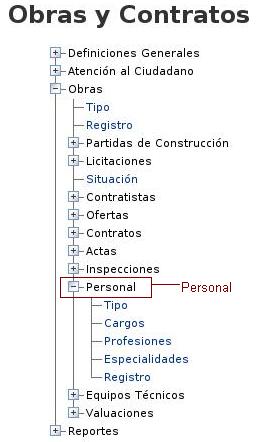 Obras y Contratos
Definiciones Generales
Atención al Ciudadano
Obras
Tipo
Registro
Partidas de Construcción
Licitaciones
Situación
Contratistas
Ofertas
Contratos
Actas
Inspecciones
Personal Personal
Tipo
Cargos
Profesiones
Especialidades
Registro
Equipos Técnicos
Valuaciones
Reportes